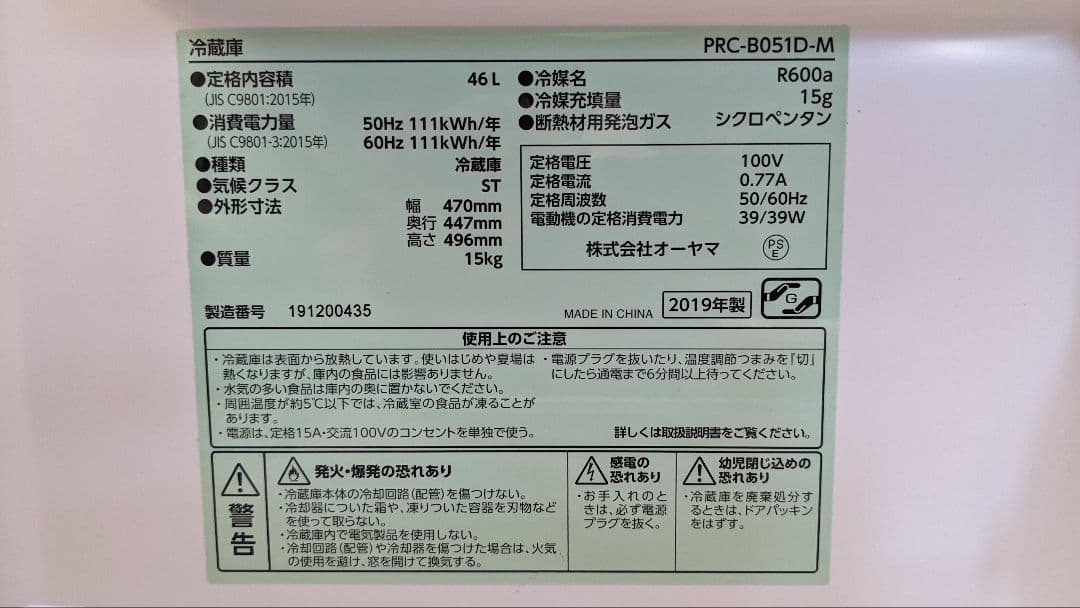 冷蔵庫 PRC-B051D-M
●定格内容積 46L
(JIS C9801:2015年)
●消費電力量 50Hz 111kWh/年
(JIS C9801-3:2015年) 60Hz 111kWh/年
●種類 冷蔵庫
●気候クラス ST
●外形寸法 幅 470mm
奥行 447mm
高さ 496mm
●質量 15kg
●冷媒名 R600a
●冷媒充填量 15g
●断熱材用発泡ガス シクロペンタン
定格電圧 100V
定格電流 0.77A
定格周波数 50/60Hz
電動機の定格消費電力 39/39W
株式会社オーヤマ PS E
製造番号 191200435
MADE IN CHINA 2019年製 G
使用上のご注意
・冷蔵庫は表面から放熱しています。使いはじめや夏場は
熱くなりますが、庫内の食品には影響ありません。
・水気の多い食品は庫内の奥に置かないでください。
・周囲温度が約5℃以下では、冷蔵室の食品が凍ることが
あります。
・電源は、定格15A・交流100Vのコンセントを単独で使う。
・電源プラグを抜いたり、温度調節つまみを「切」
にしたら通電まで6分間以上待ってください。
詳しくは取扱説明書をご覧ください。
警告
発火・爆発の恐れあり
・冷蔵庫本体の冷却回路(配管)を傷つけない。
・冷却器についた霜や、凍りついた容器を刃物など
を使って取らない。
・冷蔵庫内で電気製品を使用しない。
・冷却回路(配管)や冷却器を傷つけた場合は、火気
の使用を避け、窓を開けて換気する。
感電の
恐れあり
・お手入れのと
きは、必ず電源
プラグを抜く。
幼児閉じ込めの
恐れあり
・冷蔵庫を廃棄処分す
るときは、ドアパッキン
をはずす。